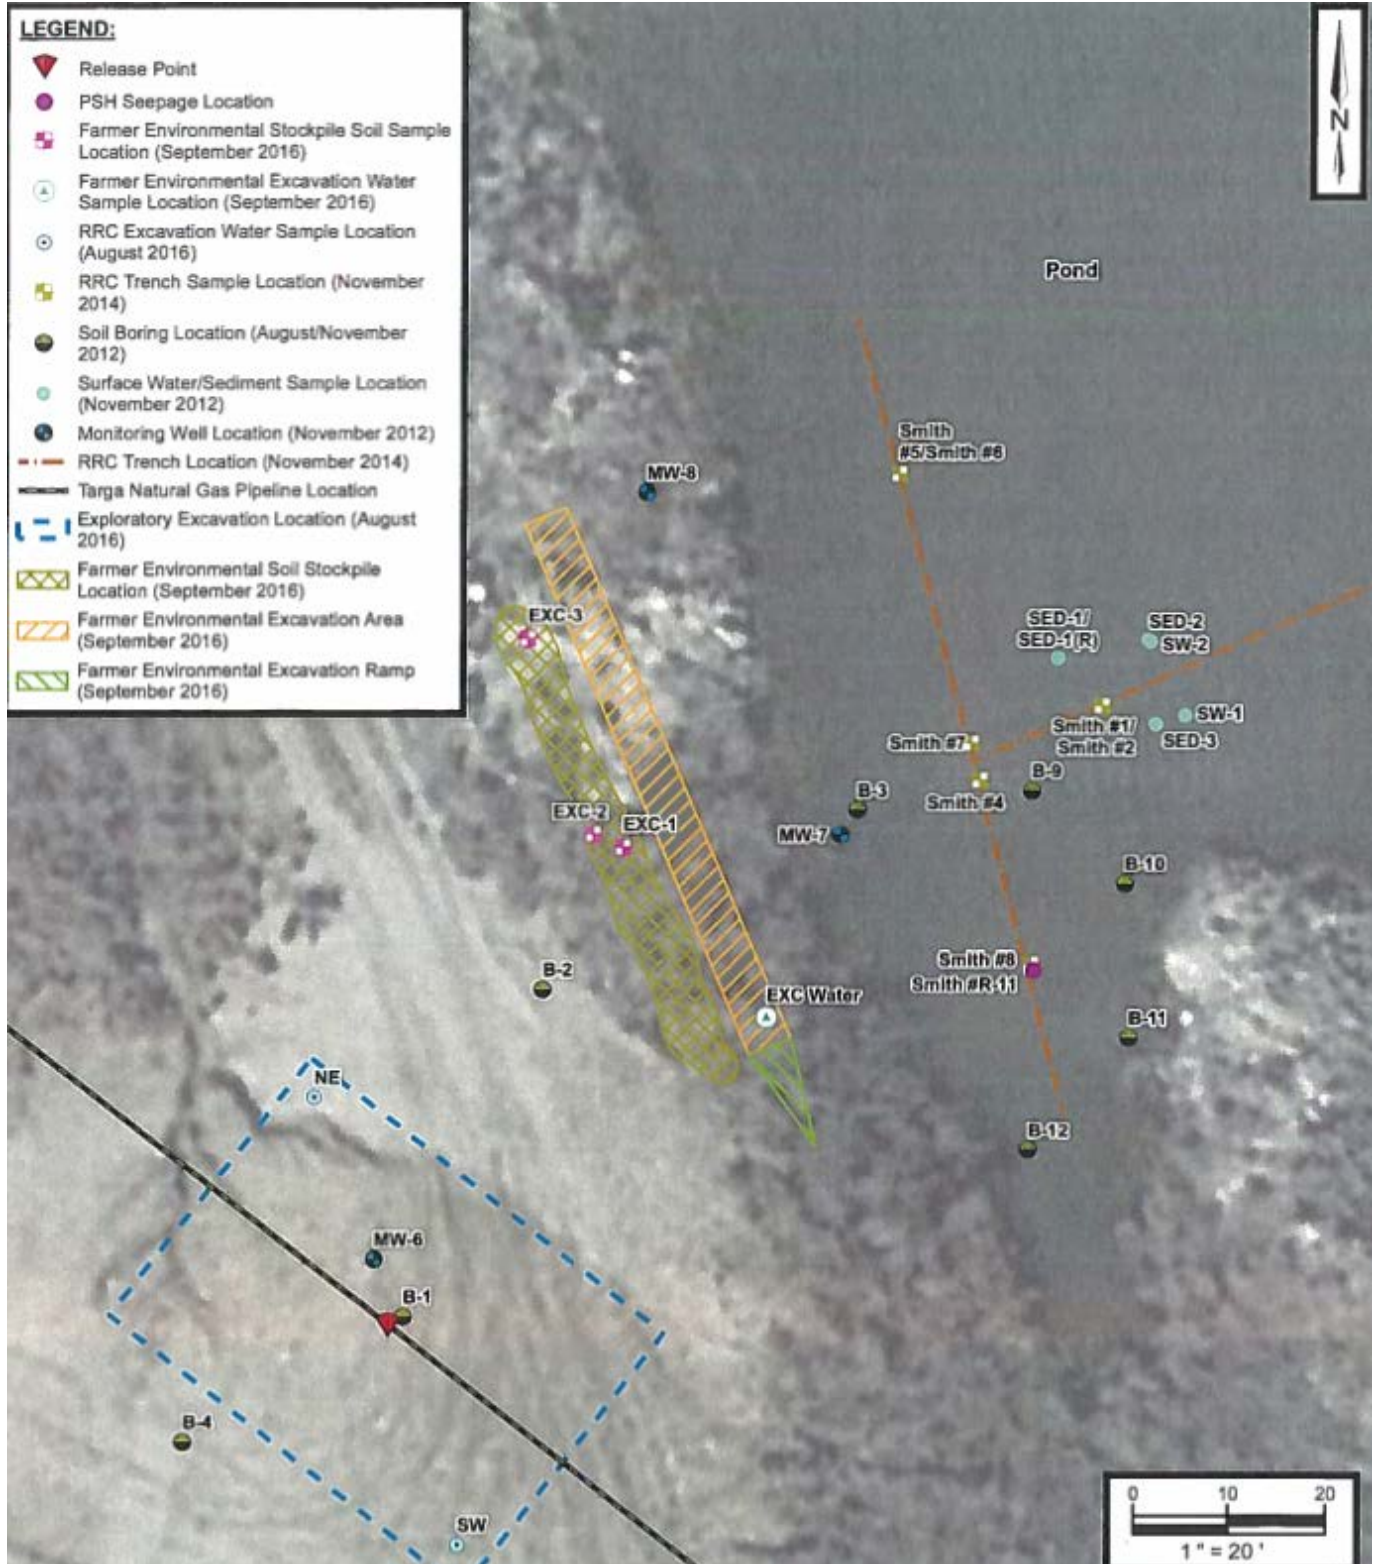 LEGEND:
Release Point
PSH Seepage Location
Farmer Environmental Stockpile Soil Sample
Location (September 2016)
Farmer Environmental Excavation Water
Sample Location (September 2016)
RRC Excavation Water Sample Location
(August 2016)
RRC Trench Sample Location (November
2014)
Soil Boring Location (August/November
2012)
Surface Water/Sediment Sample Location
(November 2012)
Monitoring Well Location (November 2012)
RRC Trench Location (November 2014)
Targa Natural Gas Pipeline Location
Exploratory Excavation Location (August
2016)
Farmer Environmental Soil Stockpile
Location (September 2016)
Farmer Environmental Excavation Area
(September 2016)
Farmer Environmental Excavation Ramp
(September 2016)
N
Pond
Smith
#5/Smith #6
MW-8
EXC-3
SED-1/
SED-1(R)
SED-2
SW-2
Smith #1/
Smith #2
SW-1
SED-3
Smith #7
B-9
Smith #4
B-3
MW-7
EXC-2
EXC-1
B-10
Smith #8
Smith #R-11
B-2
EXC Water
B-11
NE
B-12
MW-6
B-1
B-4
SW
0 10 20
1" = 20 '